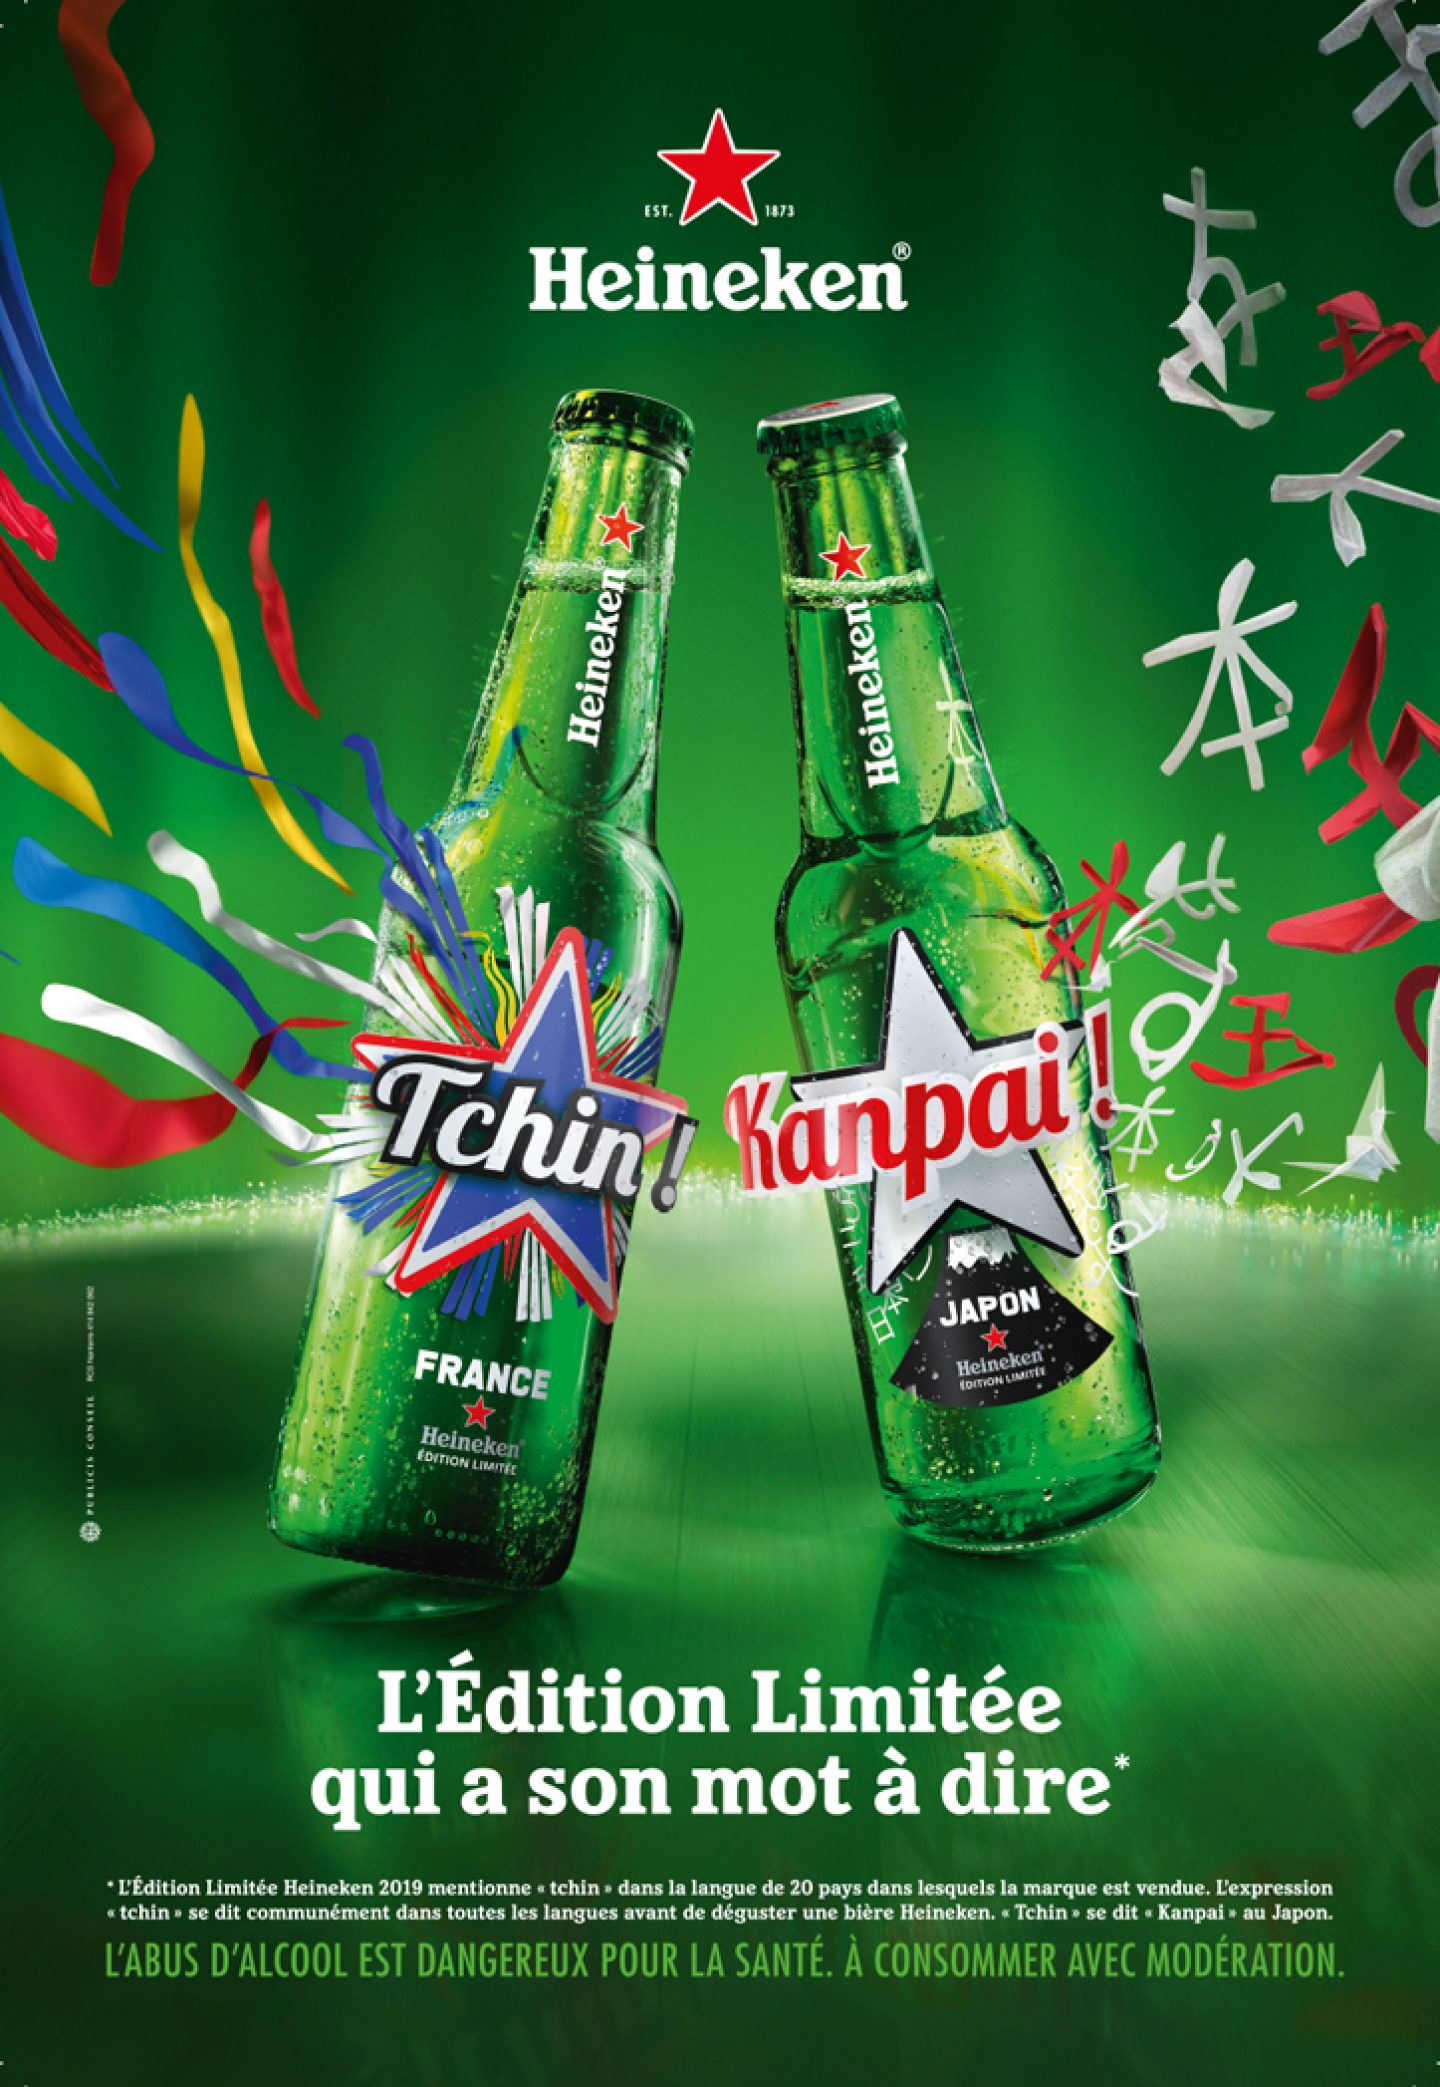 EST. 1873
Heineken®
Heineken
Heineken
Tchin !
Kanpai !
FRANCE
Heineken
ÉDITION LIMITÉE
JAPON
Heineken
ÉDITION LIMITÉE
本
PUBLICIS CONSEIL
L'Édition Limitée
qui a son mot à dire*
* L'Édition Limitée Heineken 2019 mentionne « tchin » dans la langue de 20 pays dans lesquels la marque est vendue. L'expression
« tchin » se dit communément dans toutes les langues avant de déguster une bière Heineken. « Tchin » se dit « Kanpai » au Japon.
L'ABUS D'ALCOOL EST DANGEREUX POUR LA SANTÉ. À CONSOMMER AVEC MODÉRATION.